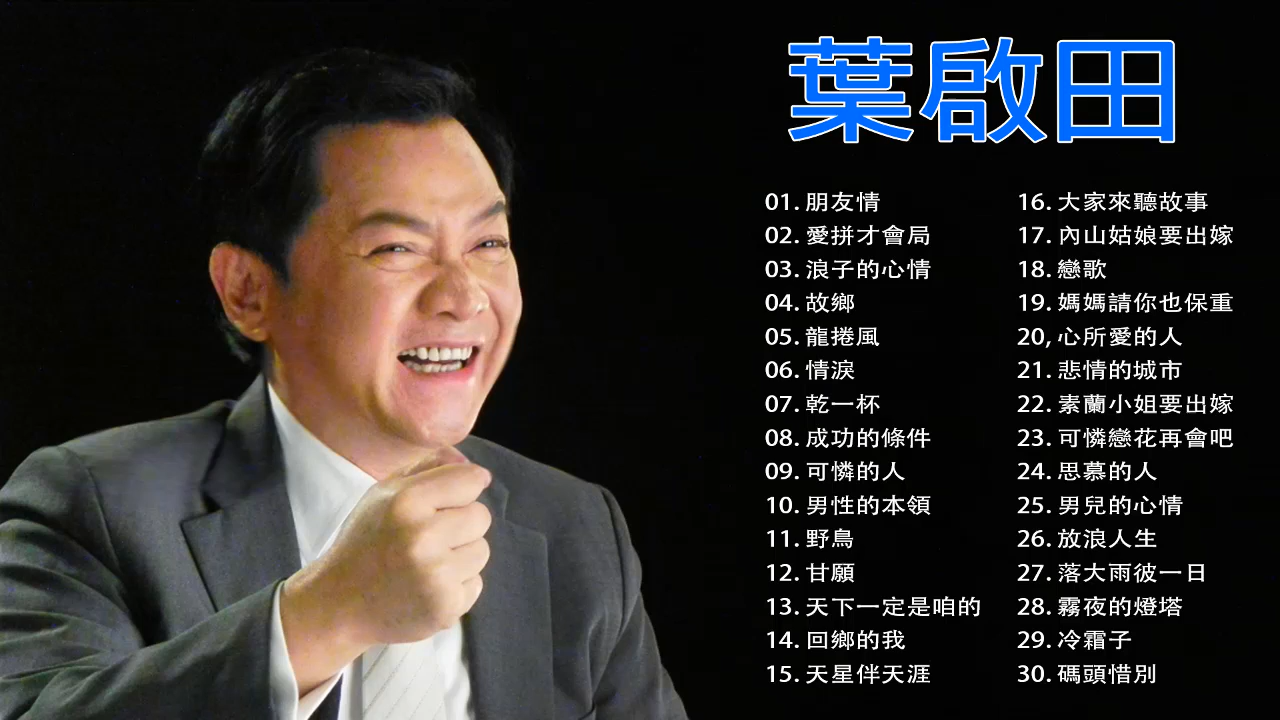 葉啟田
01. 朋友情
02. 愛拼才會局
03. 浪子的心情
04. 故鄉
05. 龍捲風
06. 情淚
07. 乾一杯
08. 成功的條件
09. 可憐的人
10. 男性的本領
11. 野鳥
12. 甘願
13. 天下一定是咱的
14. 回鄉的我
15. 天星伴天涯
16. 大家來聽故事
17. 內山姑娘要出嫁
18. 戀歌
19. 媽媽請你也保重
20, 心所愛的人
21. 悲情的城市
22. 素蘭小姐要出嫁
23. 可憐戀花再會吧
24. 思慕的人
25. 男兒的心情
26. 放浪人生
27. 落大雨彼一日
28. 霧夜的燈塔
29. 冷霜子
30. 碼頭惜別